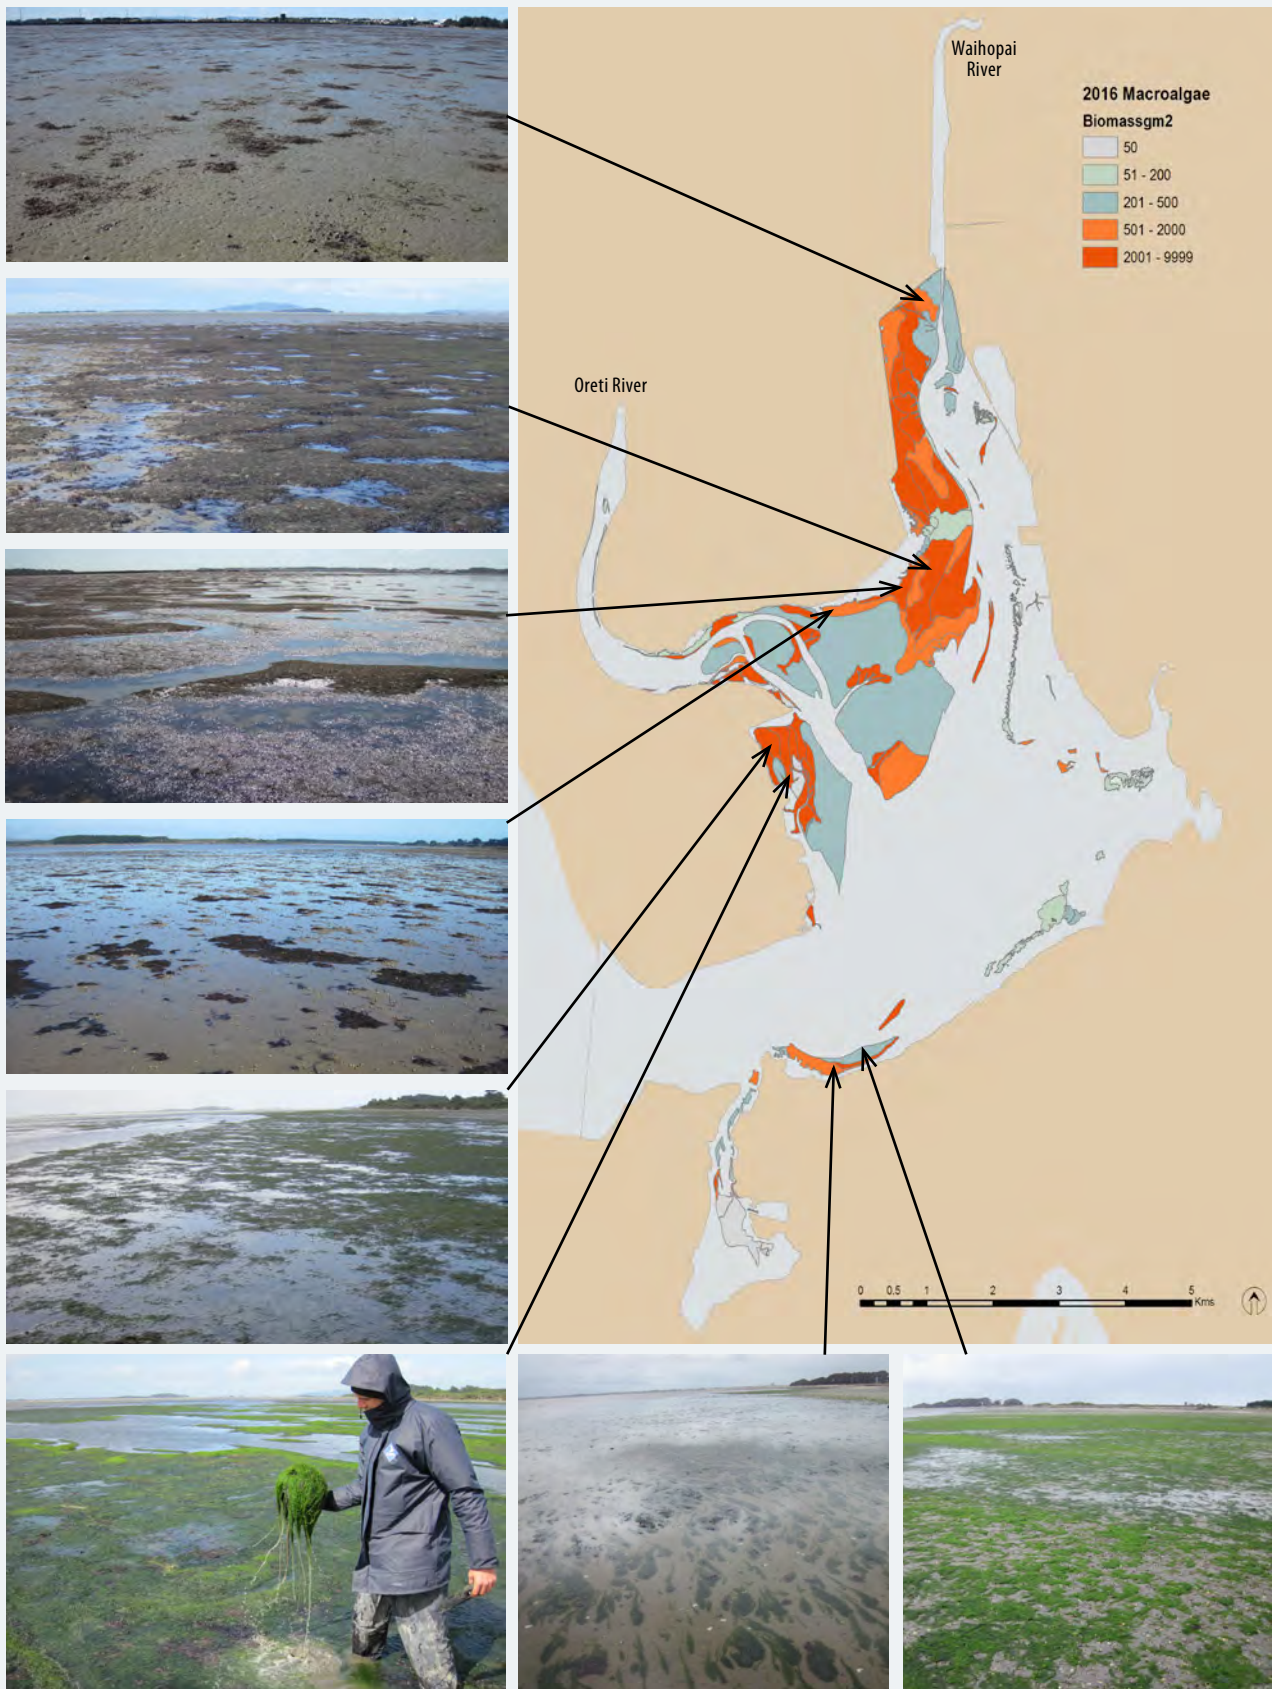 Waihopai
River
2016 Macroalgae
Biomassgm2
50
51 - 200
201 - 500
501 - 2000
2001 - 9999
Oreti River
0 0.5 1 2 3 4 5
Kms